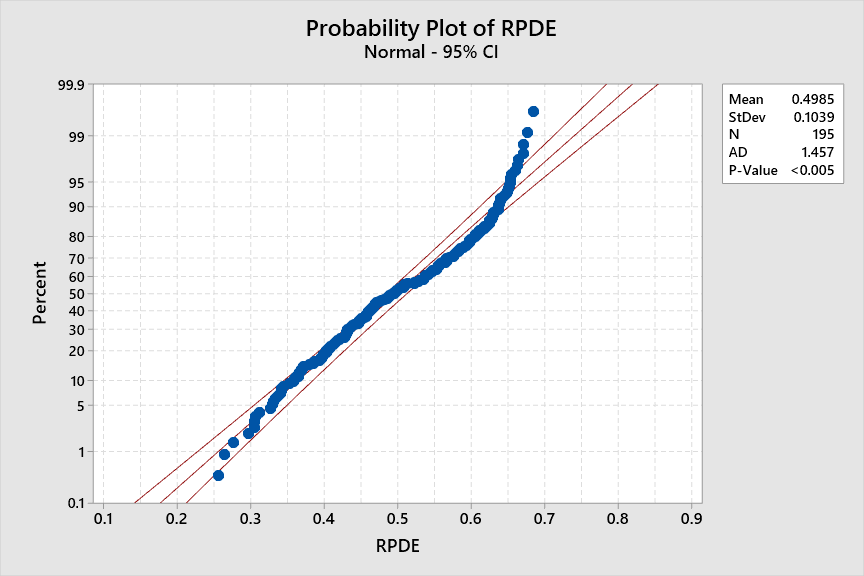 Probability Plot of RPDE
Normal - 95% CI
Mean 0.4985
StDev 0.1039
N 195
AD 1.457
P-Value <0.005
Percent
99.9
99
95
90
80
70
60
50
40
30
20
10
5
1
0.1
0.1 0.2 0.3 0.4 0.5 0.6 0.7 0.8 0.9
RPDE